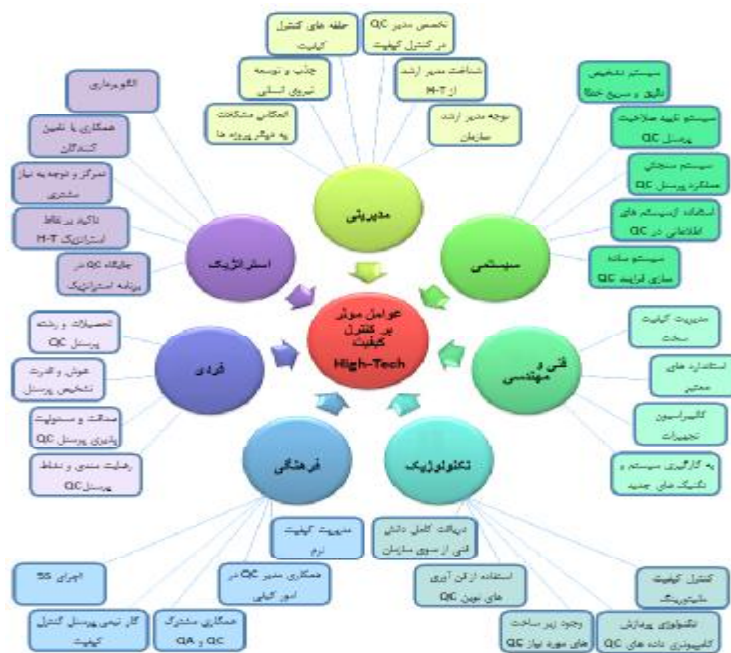 تخصص مدیر QC
در کنترل کیفیت
حلقه های کنترل
کیفیت
شناخت مدیر ارشد
از H-T
جذب و توسعه
نیروی انسانی
توجه مدیر ارشد
سازمان
انعکاس مشکلات
به دیگر پروژه ها
مدیریتی
سیستم تشخیص
دقیق و سریع خطا
سیستم تایید صلاحیت
پرسنل QC
سیستم سنجش
عملکرد پرسنل QC
استفاده ازسیستم های
اطلاعاتی در QC
سیستم ساده
سازی فرایند QC
سیستمی
الگوبرداری
همکاری با تامین
کنندگان
تمرکز و توجه به نیاز
مشتری
تاکید بر نقاط
استراتژیک H-T
جایگاه QC در
برنامه استراتژیک
استراتژیک
عوامل موثر
بر کنترل
کیفیت
High-Tech
مدیریت کیفیت
سخت
استاندارد های
معتبر
کالیبراسیون
تجهیزات
به کارگیری سیستم و
تکنیک های جدید
فنی و
مهندسی
تحصیلات و رشته
پرسنل QC
هوش و قدرت
تشخیص پرسنل
صداقت و مسئولیت
پذیری پرسنل QC
رضایت مندی و نشاط
پرسنلQC
فردی
تکنولوژیک
دریافت کامل دانش
فنی از سوی سازمان
استفاده از فن آوری
های نوین QC
وجود زیر ساخت
های مورد نیاز QC
کنترل کیفیت
مانیتورینگ
تکنولوژی پردازش
کامپیوتری داده های QC
فرهنگی
مدیریت کیفیت
نرم
همکاری مدیر QC در
امور کیفی
همکاری مشترک
QC و QA
کار تیمی پرسنل کنترل
کیفیت
اجرای 5S